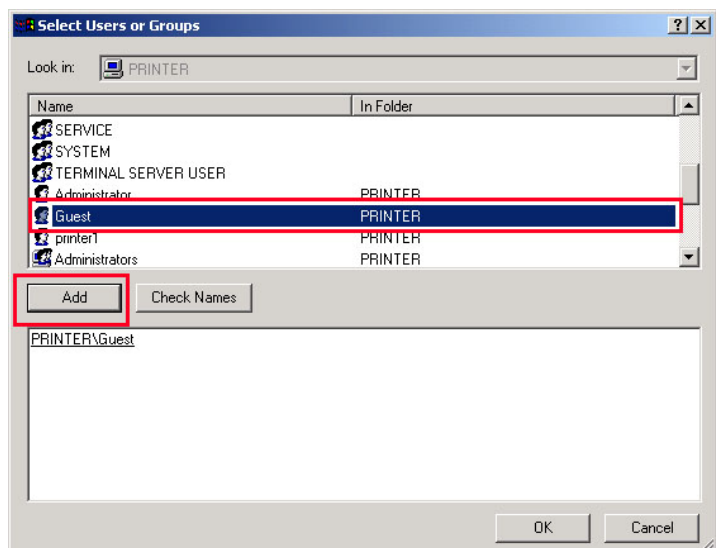 Select Users or Groups
Look in: PRINTER
Name In Folder
SERVICE
SYSTEM
TERMINAL SERVER USER
Administrator PRINTER
Guest PRINTER
printer1 PRINTER
Administrators PRINTER
Add Check Names
PRINTER\Guest
OK Cancel